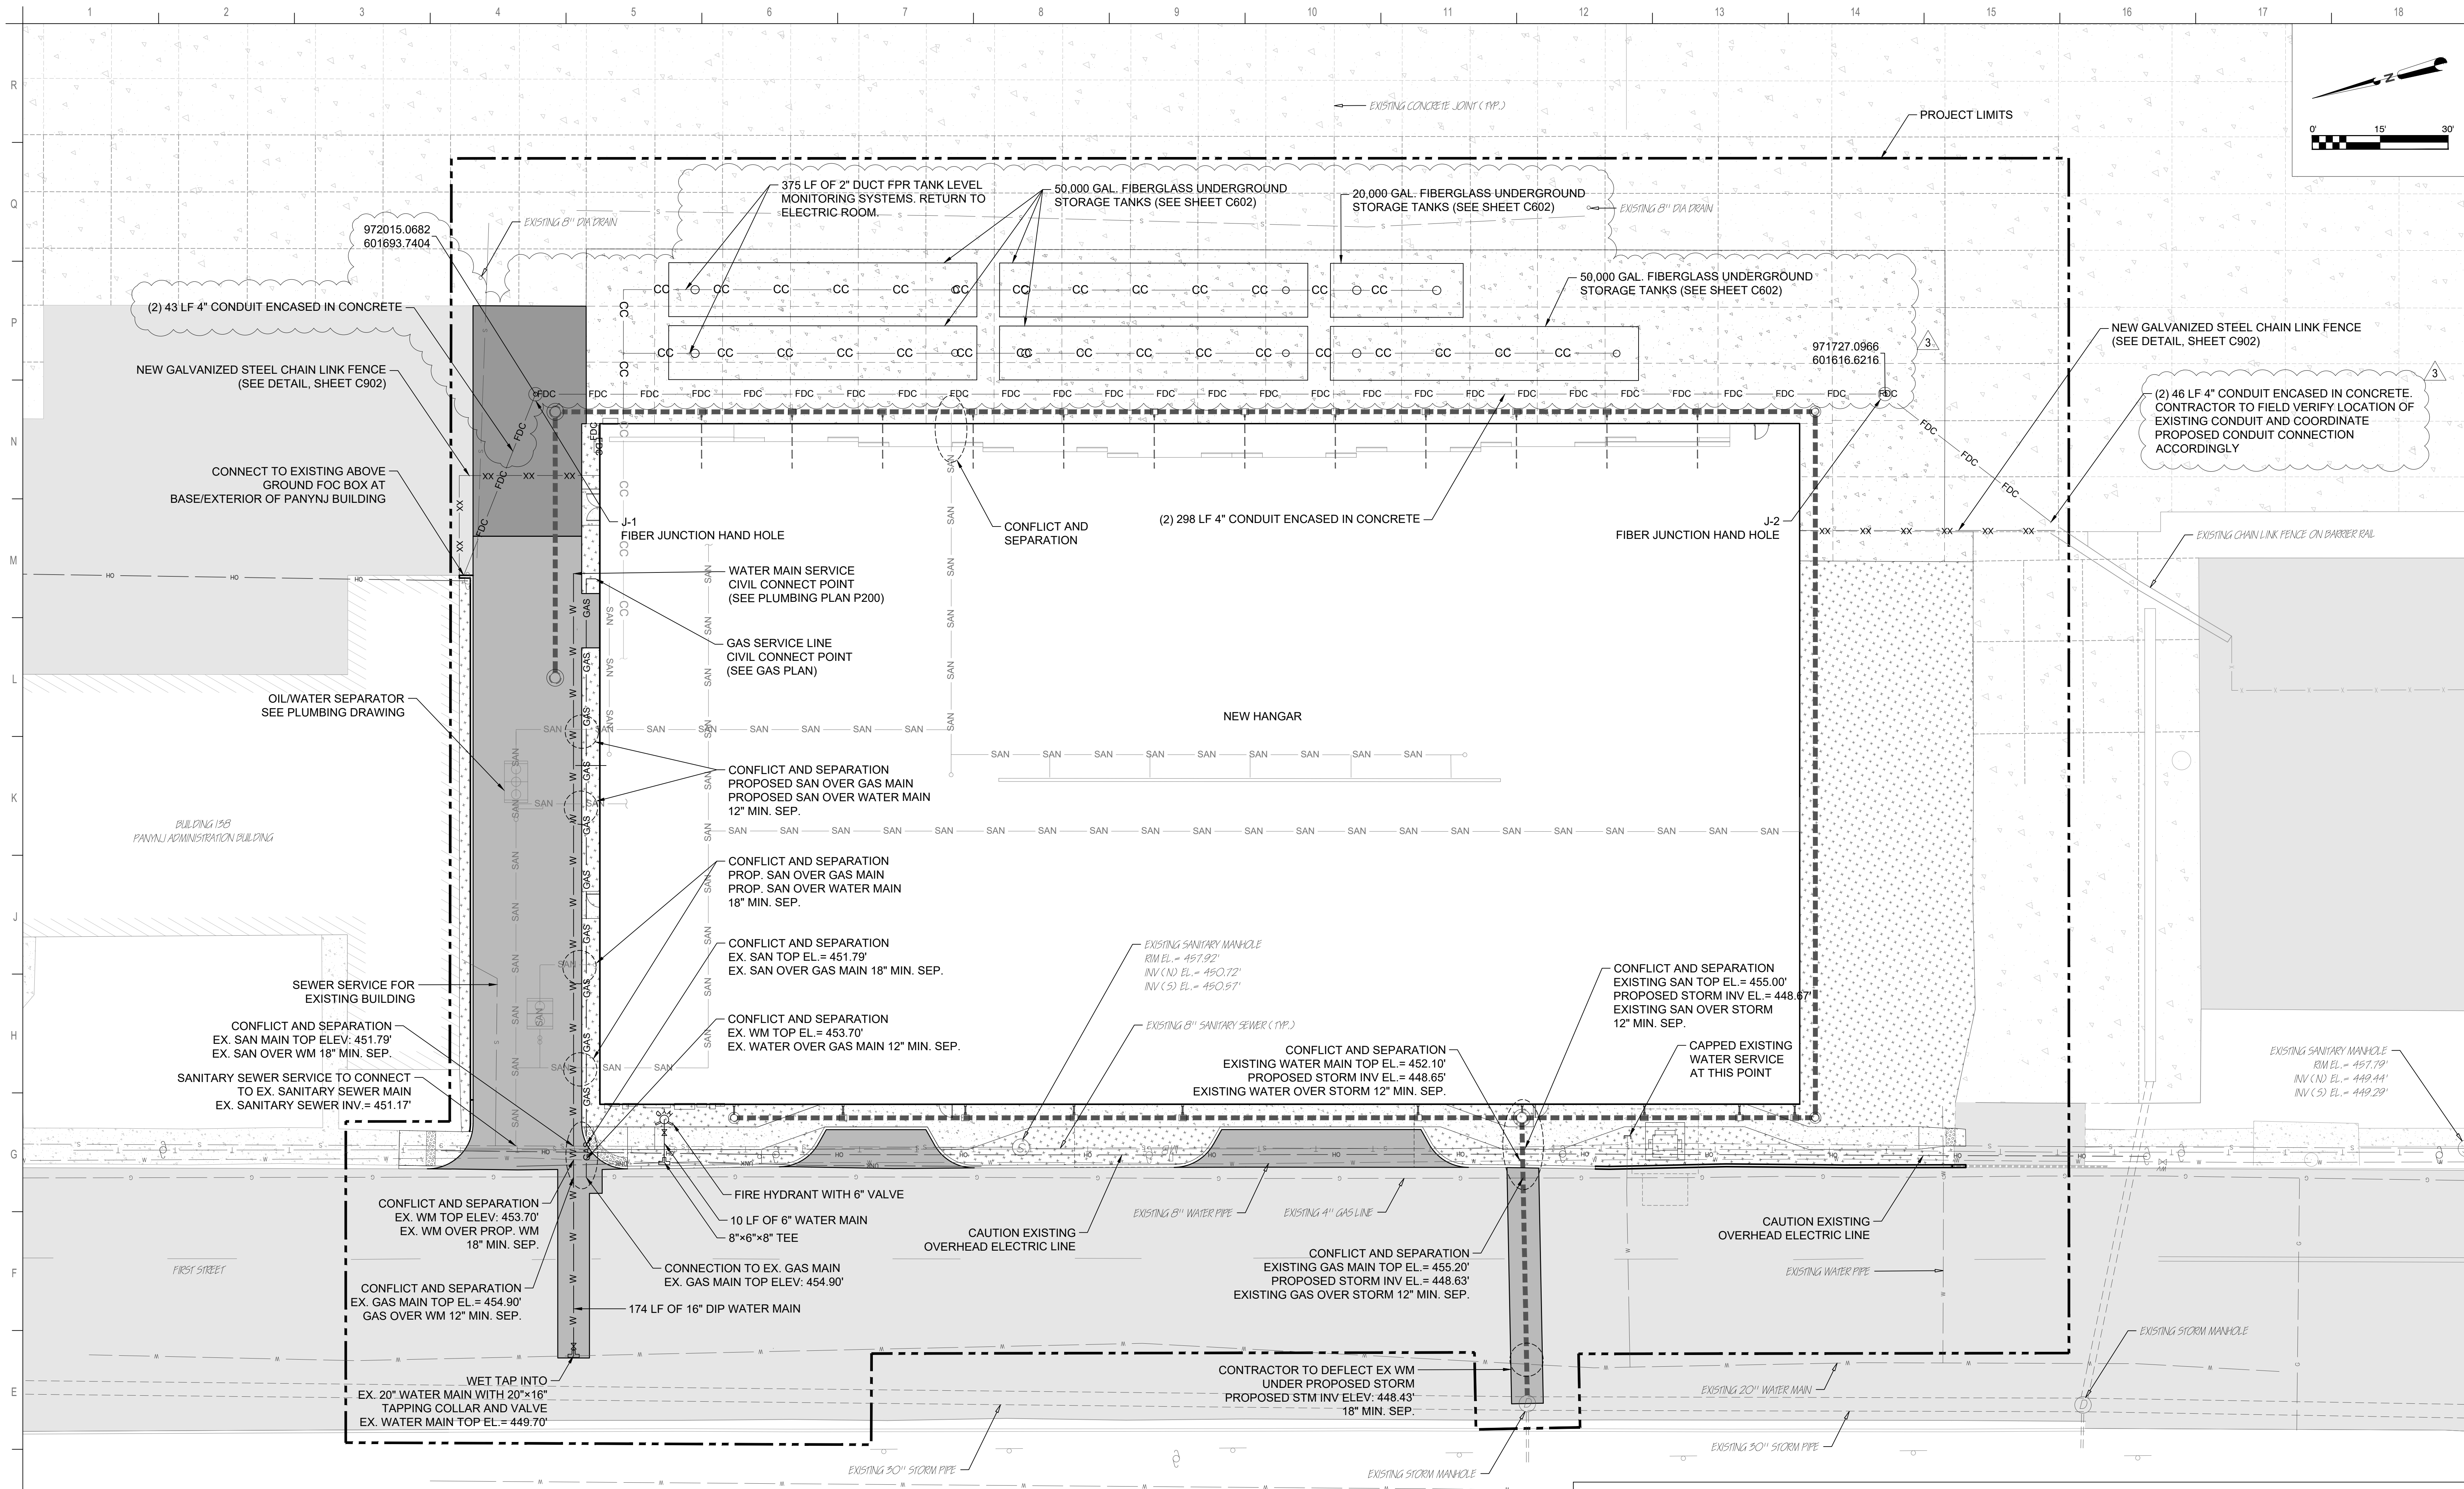 1 2 3 4 5 6 7 8 9 10 11 12 13 14 15 16 17 18
R
Q
P
N
M
L
K
J
H
G
F
E
N
0' 15' 30'
EXISTING CONCRETE JOINT (TYP.)
PROJECT LIMITS
375 LF OF 2" DUCT FPR TANK LEVEL
MONITORING SYSTEMS. RETURN TO
ELECTRIC ROOM.
50,000 GAL. FIBERGLASS UNDERGROUND
STORAGE TANKS (SEE SHEET C602)
20,000 GAL. FIBERGLASS UNDERGROUND
STORAGE TANKS (SEE SHEET C602)
EXISTING 8" DIA DRAIN
EXISTING 8" DIA DRAIN
972015.0682
601693.7404
50,000 GAL. FIBERGLASS UNDERGROUND
STORAGE TANKS (SEE SHEET C602)
(2) 43 LF 4" CONDUIT ENCASED IN CONCRETE
NEW GALVANIZED STEEL CHAIN LINK FENCE
(SEE DETAIL, SHEET C902)
971727.0966
601616.6216
3
NEW GALVANIZED STEEL CHAIN LINK FENCE
(SEE DETAIL, SHEET C902)
3
(2) 46 LF 4" CONDUIT ENCASED IN CONCRETE.
CONTRACTOR TO FIELD VERIFY LOCATION OF
EXISTING CONDUIT AND COORDINATE
PROPOSED CONDUIT CONNECTION
ACCORDINGLY
CONNECT TO EXISTING ABOVE
GROUND FOC BOX AT
BASE/EXTERIOR OF PANYNJ BUILDING
J-1
FIBER JUNCTION HAND HOLE
CONFLICT AND
SEPARATION
(2) 298 LF 4" CONDUIT ENCASED IN CONCRETE
J-2
FIBER JUNCTION HAND HOLE
EXISTING CHAIN LINK FENCE ON BARRIER RAIL
WATER MAIN SERVICE
CIVIL CONNECT POINT
(SEE PLUMBING PLAN P200)
GAS SERVICE LINE
CIVIL CONNECT POINT
(SEE GAS PLAN)
OIL/WATER SEPARATOR
SEE PLUMBING DRAWING
NEW HANGAR
CONFLICT AND SEPARATION
PROPOSED SAN OVER GAS MAIN
PROPOSED SAN OVER WATER MAIN
12" MIN. SEP.
BUILDING 138
PANYNJ ADMINISTRATION BUILDING
CONFLICT AND SEPARATION
PROP. SAN OVER GAS MAIN
PROP. SAN OVER WATER MAIN
18" MIN. SEP.
CONFLICT AND SEPARATION
EX. SAN TOP EL.= 451.79'
EX. SAN OVER GAS MAIN 18" MIN. SEP.
EXISTING SANITARY MANHOLE
RIM EL.= 457.92'
INV (N) EL.= 450.72'
INV (S) EL.= 450.57'
SEWER SERVICE FOR
EXISTING BUILDING
CONFLICT AND SEPARATION
EXISTING SAN TOP EL.= 455.00'
PROPOSED STORM INV EL.= 448.67'
EXISTING SAN OVER STORM
12" MIN. SEP.
CONFLICT AND SEPARATION
EX. SAN MAIN TOP ELEV: 451.79'
EX. SAN OVER WM 18" MIN. SEP.
CONFLICT AND SEPARATION
EX. WM TOP EL.= 453.70'
EX. WATER OVER GAS MAIN 12" MIN. SEP.
EXISTING 8" SANITARY SEWER (TYP.)
CONFLICT AND SEPARATION
EXISTING WATER MAIN TOP EL.= 452.10'
PROPOSED STORM INV EL.= 448.65'
EXISTING WATER OVER STORM 12" MIN. SEP.
CAPPED EXISTING
WATER SERVICE
AT THIS POINT
EXISTING SANITARY MANHOLE
RIM EL.= 457.79'
INV (N) EL.= 449.44'
INV (S) EL.= 449.29'
SANITARY SEWER SERVICE TO CONNECT
TO EX. SANITARY SEWER MAIN
EX. SANITARY SEWER INV.= 451.17'
CONFLICT AND SEPARATION
EX. WM TOP ELEV: 453.70'
EX. WM OVER PROP. WM
18" MIN. SEP.
FIRE HYDRANT WITH 6" VALVE
10 LF OF 6" WATER MAIN
8"×6"×8" TEE
CAUTION EXISTING
OVERHEAD ELECTRIC LINE
EXISTING 8" WATER PIPE
EXISTING 4" GAS LINE
CAUTION EXISTING
OVERHEAD ELECTRIC LINE
CONNECTION TO EX. GAS MAIN
EX. GAS MAIN TOP ELEV: 454.90'
CONFLICT AND SEPARATION
EXISTING GAS MAIN TOP EL.= 455.20'
PROPOSED STORM INV EL.= 448.63'
EXISTING GAS OVER STORM 12" MIN. SEP.
FIRST STREET
EXISTING WATER PIPE
CONFLICT AND SEPARATION
EX. GAS MAIN TOP EL.= 454.90'
GAS OVER WM 12" MIN. SEP.
174 LF OF 16" DIP WATER MAIN
EXISTING STORM MANHOLE
WET TAP INTO
EX. 20" WATER MAIN WITH 20"×16"
TAPPING COLLAR AND VALVE
EX. WATER MAIN TOP EL.= 449.70'
CONTRACTOR TO DEFLECT EX WM
UNDER PROPOSED STORM
PROPOSED STM INV ELEV: 448.43'
18" MIN. SEP.
EXISTING 20" WATER MAIN
EXISTING 30" STORM PIPE
EXISTING STORM MANHOLE
EXISTING 30" STORM PIPE